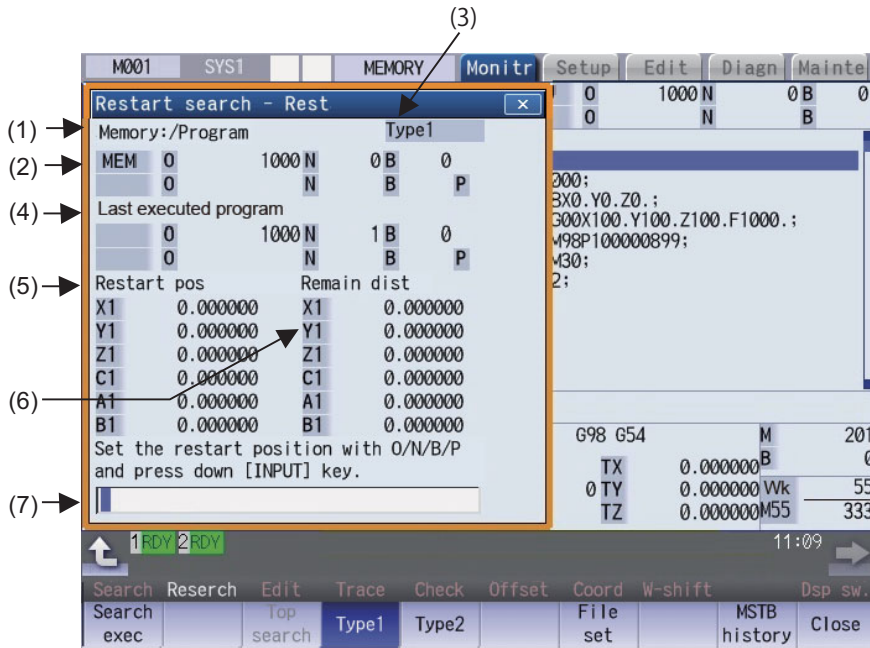 (3)
M001 SYS1 MEMORY Monitr Setup Edit Diagn Mainte
Restart search - Rest ×
O 1000 N 0 B 0
O N B
(1) Memory:/Program Type1
(2) MEM O 1000 N 0 B 0
O N B P
000;
(4) Last executed program
X0.Y0.Z0.;
G00X100.Y100.Z100.F1000.;
O 1000 N 1 B 0
M98P100000899;
O N B P
M30;
(5) Restart pos Remain dist
2;
X1 0.000000 X1 0.000000
Y1 0.000000 Y1 0.000000
Z1 0.000000 Z1 0.000000
C1 0.000000 C1 0.000000
(6)
A1 0.000000 A1 0.000000
B1 0.000000 B1 0.000000
Set the restart position with O/N/B/P
and press down [INPUT] key.
(7)
G98 G54 M 201
TX 0.000000 B
0 TY 0.000000 Wk 55
TZ 0.000000 M55 333
1 RDY 2 RDY 11:09
Search Reserch Edit Trace Check Offset Coord W-shift Dsp sw.
Search exec
Top search
Type1
Type2
File set
MSTB history
Close